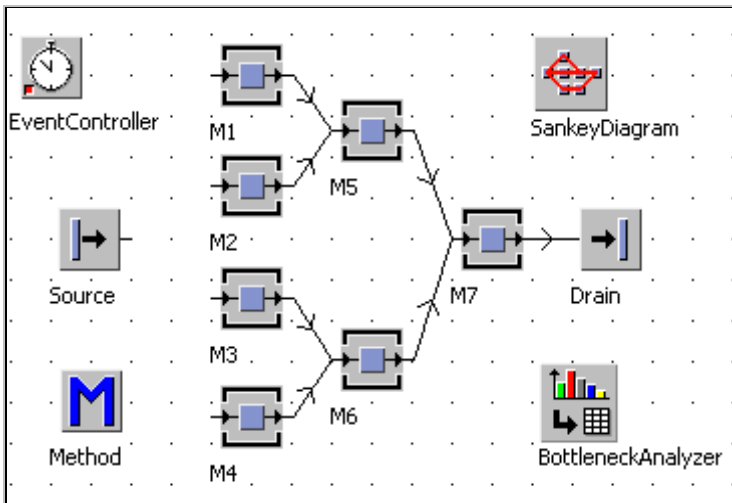 EventController
M1
SankeyDiagram
M5
M2
Source
M7
Drain
M3
M6
Method
M4
BottleneckAnalyzer